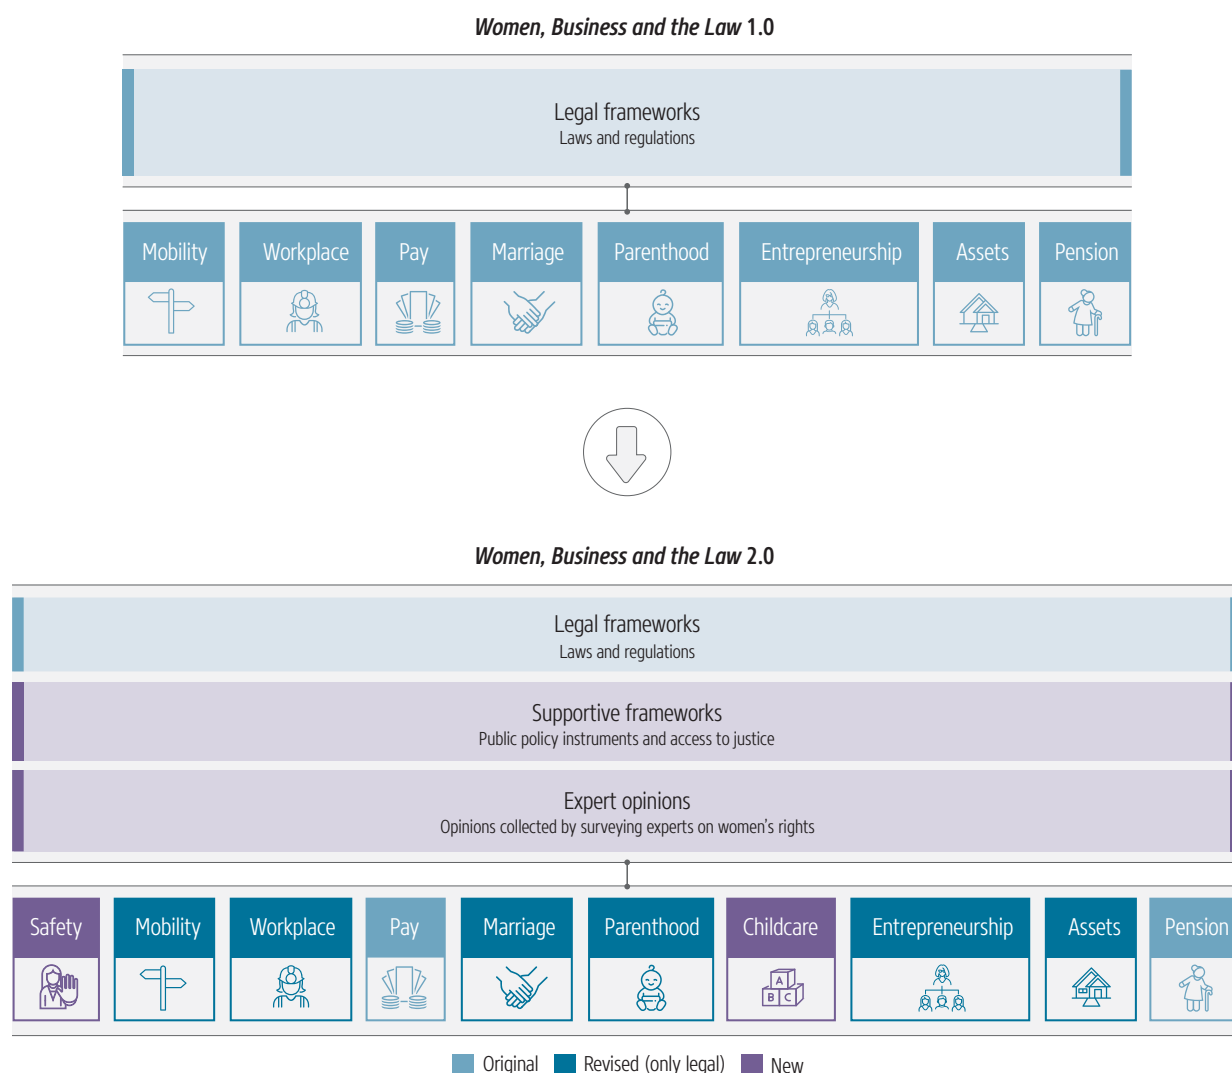 Women, Business and the Law 1.0
Legal frameworks
Laws and regulations
Mobility
Workplace
Pay
Marriage
Parenthood
Entrepreneurship
Assets
Pension
Women, Business and the Law 2.0
Legal frameworks
Laws and regulations
Supportive frameworks
Public policy instruments and access to justice
Expert opinions
Opinions collected by surveying experts on women's rights
Safety
Mobility
Workplace
Pay
Marriage
Parenthood
Childcare
Entrepreneurship
Assets
Pension
A
B C
Original
Revised (only legal)
New